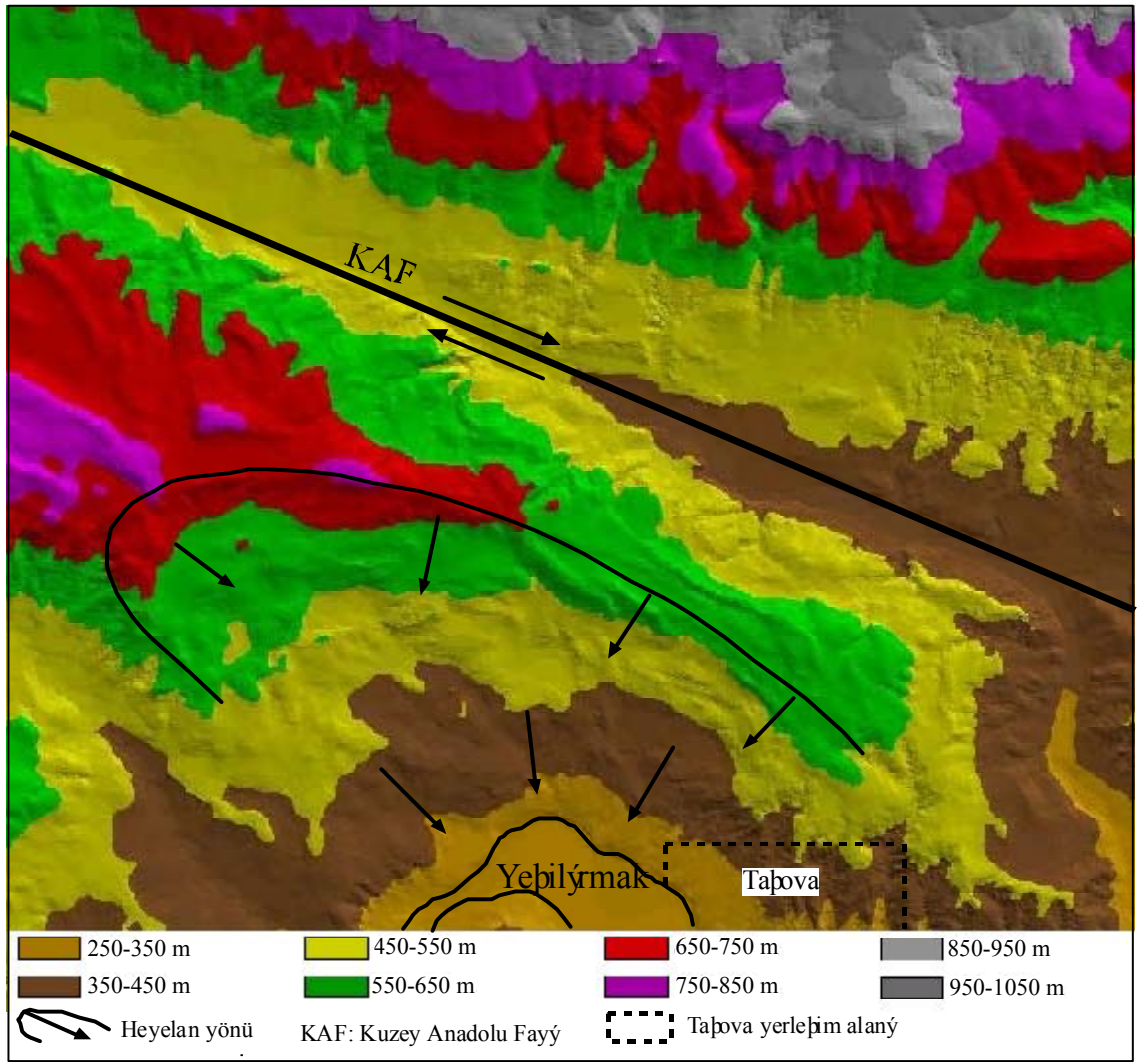 KAF
Yeþilýrmak
Taþova
250-350 m
450-550 m
650-750 m
850-950 m
350-450 m
550-650 m
750-850 m
950-1050 m
Heyelan yönü
KAF: Kuzey Anadolu Fayý
Taþova yerleþim alaný